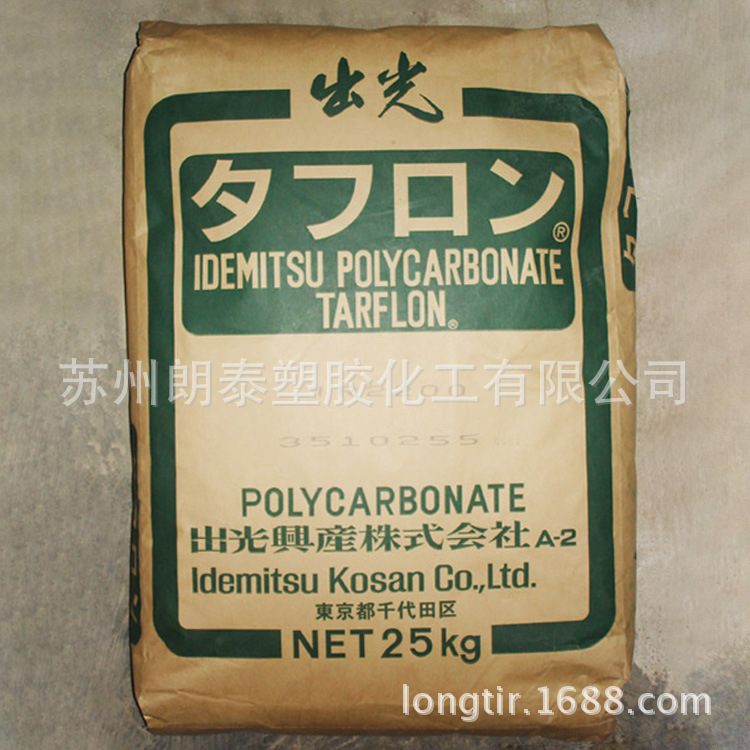 出光
タフロン®
IDEMITSU POLYCARBONATE
TARFLON®
苏州朗泰塑胶化工有限公司
3510255
POLYCARBONATE
出光興産株式会社 A-2
Idemitsu Kosan Co.,Ltd.
東京都千代田区
NET 25kg
longtir.1688.com